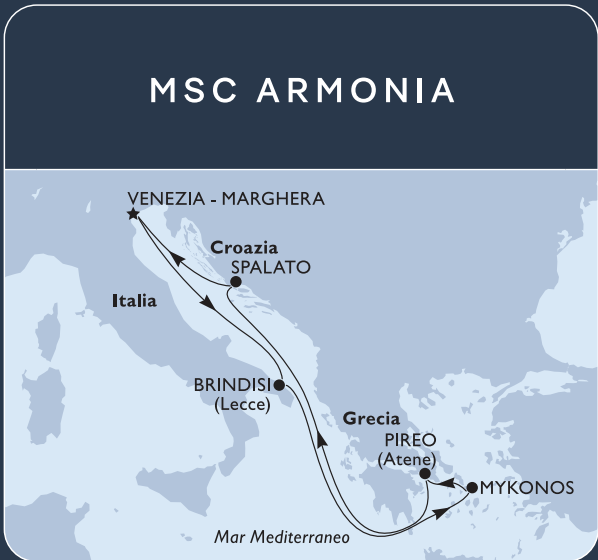 MSC ARMONIA
VENEZIA - MARGHERA
Croazia
SPALATO
Italia
BRINDISI
(Lecce)
Grecia
PIREO
(Atene)
MYKONOS
Mar Mediterraneo